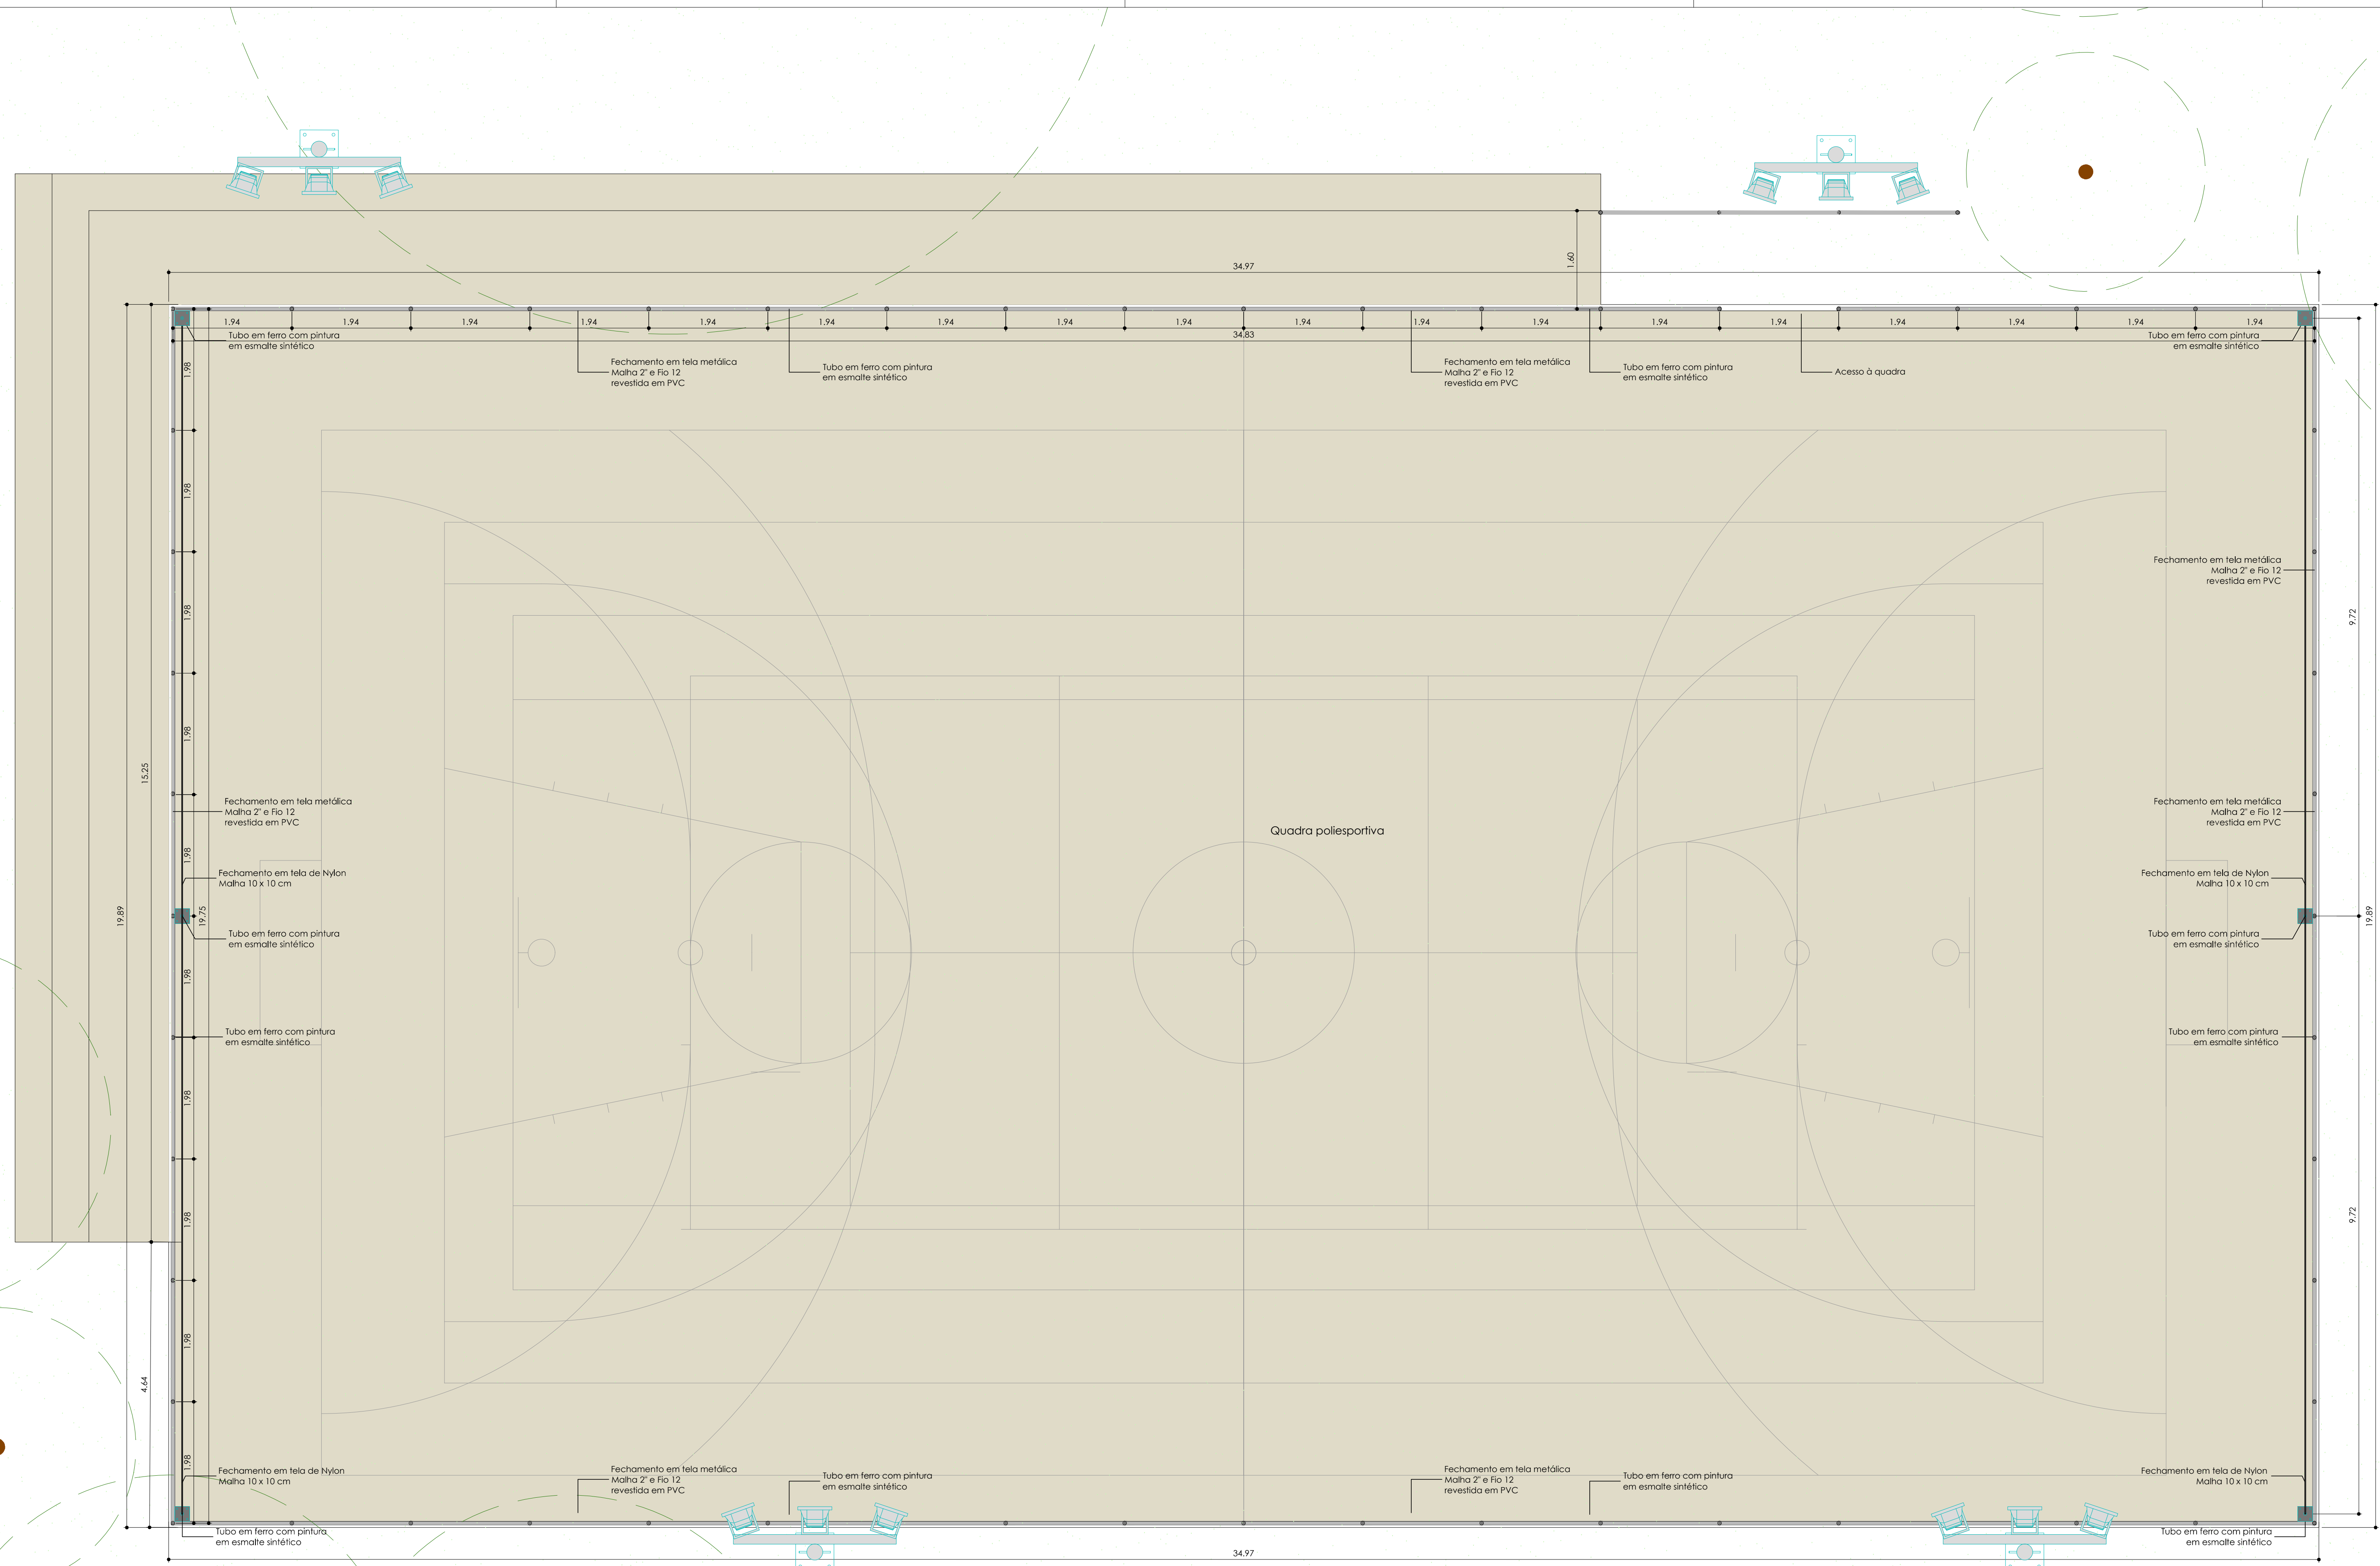 34.97
1.60
1.94 1.94 1.94 1.94 1.94 1.94 1.94 1.94 1.94 1.94 1.94 1.94 1.94 1.94 1.94 1.94 1.94 1.94
34.83
Tubo em ferro com pintura
em esmalte sintético
Fechamento em tela metálica
Malha 2" e Fio 12
revestida em PVC
Tubo em ferro com pintura
em esmalte sintético
Fechamento em tela metálica
Malha 2" e Fio 12
revestida em PVC
Tubo em ferro com pintura
em esmalte sintético
Acesso à quadra
Tubo em ferro com pintura
em esmalte sintético
1.98
1.98
1.98
1.98
1.98
1.98
1.98
1.98
1.98
1.98
19.75
15.25
19.89
4.64
Fechamento em tela metálica
Malha 2" e Fio 12
revestida em PVC
Fechamento em tela de Nylon
Malha 10 x 10 cm
Tubo em ferro com pintura
em esmalte sintético
Tubo em ferro com pintura
em esmalte sintético
Quadra poliesportiva
Fechamento em tela metálica
Malha 2" e Fio 12
revestida em PVC
9.72
Fechamento em tela metálica
Malha 2" e Fio 12
revestida em PVC
Fechamento em tela de Nylon
Malha 10 x 10 cm
19.89
Tubo em ferro com pintura
em esmalte sintético
Tubo em ferro com pintura
em esmalte sintético
9.72
Fechamento em tela de Nylon
Malha 10 x 10 cm
Tubo em ferro com pintura
em esmalte sintético
Fechamento em tela metálica
Malha 2" e Fio 12
revestida em PVC
Tubo em ferro com pintura
em esmalte sintético
Fechamento em tela metálica
Malha 2" e Fio 12
revestida em PVC
Tubo em ferro com pintura
em esmalte sintético
Fechamento em tela de Nylon
Malha 10 x 10 cm
Tubo em ferro com pintura
em esmalte sintético
34.97